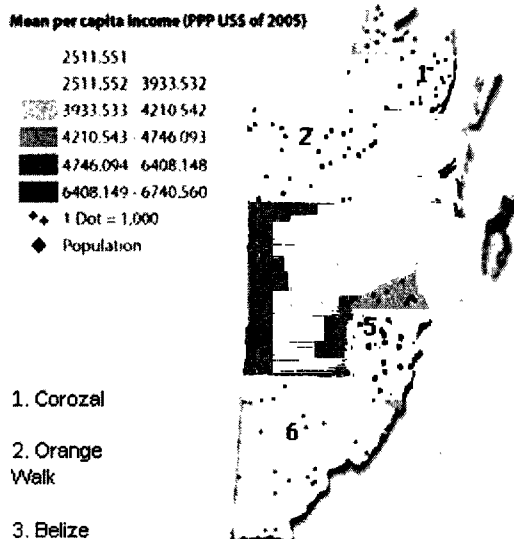 Mean per capita income (PPP US$ of 2005)
2511.551
2511.552 3933.532
3933.533 4210.542
4210.543 - 4746.093
4746.094 - 6408.148
6408.149 - 6740.560
1 Dot = 1,000
Population
1
2
5
6
1. Corozal
2. Orange
Walk
3. Belize